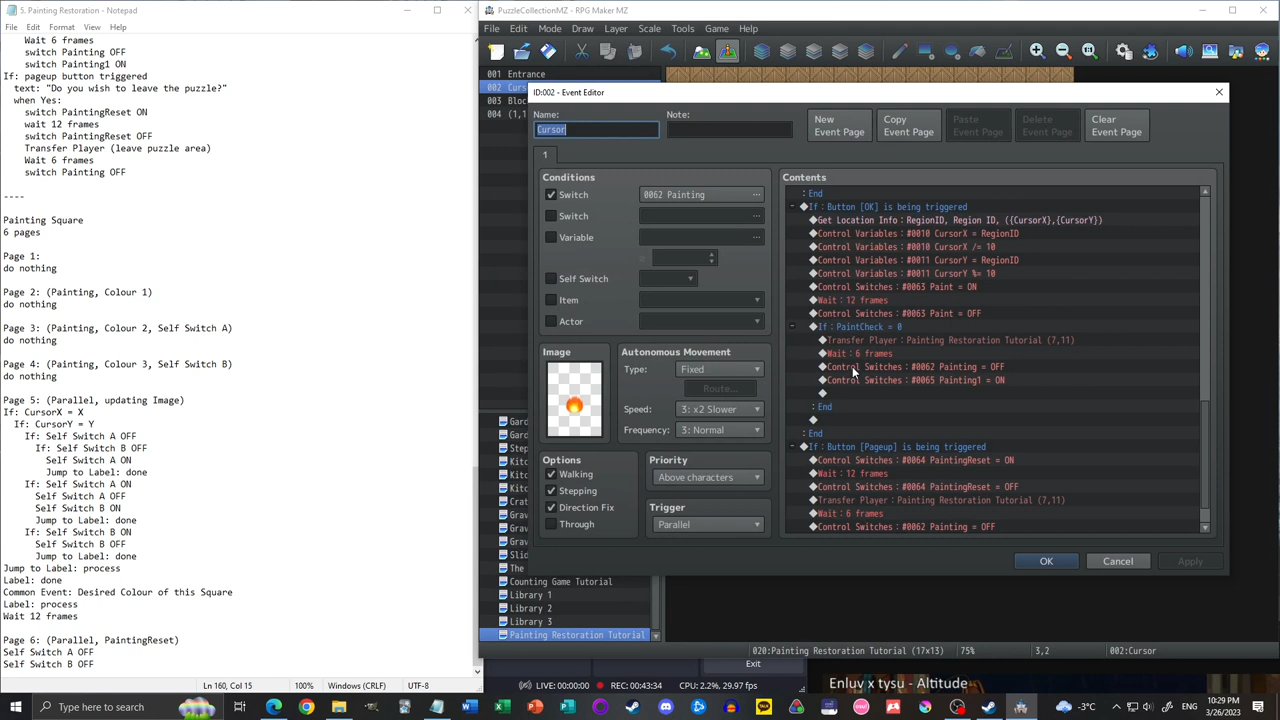 5. Painting Restoration - Notepad
File Edit Format View Help
Wait 6 frames
switch Painting OFF
switch Painting1 ON
If: pageup button triggered
text: "Do you wish to leave the puzzle?"
when Yes:
switch PaintingReset ON
wait 12 frames
switch PaintingReset OFF
Transfer Player (leave puzzle area)
Wait 6 frames
switch Painting OFF
----
Painting Square
6 pages
Page 1:
do nothing
Page 2: (Painting, Colour 1)
do nothing
Page 3: (Painting, Colour 2, Self Switch A)
do nothing
Page 4: (Painting, Colour 3, Self Switch B)
do nothing
Page 5: (Parallel, updating Image)
If: CursorX = X
If: CursorY = Y
If: Self Switch A OFF
If: Self Switch B OFF
Self Switch A ON
Jump to Label: done
If: Self Switch A ON
Self Switch A OFF
Self Switch B ON
Jump to Label: done
If: Self Switch B ON
Self Switch B OFF
Jump to Label: done
Jump to Label: process
Label: done
Common Event: Desired Colour of this Square
Label: process
Wait 12 frames
Page 6: (Parallel, PaintingReset)
Self Switch A OFF
Self Switch B OFF
Ln 160, Col 15 100% Windows (CRLF) UTF-8
PuzzleCollectionMZ - RPG Maker MZ
File Edit Mode Draw Layer Scale Tools Game Help
001 Entrance
002 Curs
003 Bloc
004 (1,1
ID:002 - Event Editor
Name:
Cursor
Note:
New Event Page
Copy Event Page
Paste Event Page
Delete Event Page
Clear Event Page
1
Conditions
Switch 0062 Painting ...
Switch ...
Variable ...
Self Switch
Item
Actor
Image
Autonomous Movement
Type: Fixed
Route...
Speed: 3: x2 Slower
Frequency: 3: Normal
Options
Walking
Stepping
Direction Fix
Through
Priority
Above characters
Trigger
Parallel
Contents
: End
◆If：Button [OK] is being triggered
◆Get Location Info：RegionID, Region ID, ({CursorX},{CursorY})
◆Control Variables：#0010 CursorX = RegionID
◆Control Variables：#0010 CursorX /= 10
◆Control Variables：#0011 CursorY = RegionID
◆Control Variables：#0011 CursorY %= 10
◆Control Switches：#0063 Paint = ON
◆Wait：12 frames
◆Control Switches：#0063 Paint = OFF
◆If：PaintCheck = 0
◆Transfer Player：Painting Restoration Tutorial (7,11)
◆Wait：6 frames
◆Control Switches：#0062 Painting = OFF
◆Control Switches：#0065 Painting1 = ON
◆
: End
◆
: End
◆If：Button [Pageup] is being triggered
◆Control Switches：#0064 PaintingReset = ON
◆Wait：12 frames
◆Control Switches：#0064 PaintingReset = OFF
◆Transfer Player：Painting Restoration Tutorial (7,11)
◆Wait：6 frames
◆Control Switches：#0062 Painting = OFF
OK Cancel Apply
Gard
Gard
Step
Kitc
Kitc
Kitc
Crat
Grav
Grav
Grav
Slid
The
Counting Game Tutorial
Library 1
Library 2
Library 3
Painting Restoration Tutorial
020:Painting Restoration Tutorial (17×13) 75% 3,2 002:Cursor
Exit
LIVE: 00:00:00 REC: 00:43:34 CPU: 2.2%, 29.97 fps
Enluv x tysu - Altitude
Type here to search
-3°C
10:29 PM
3/26/2023